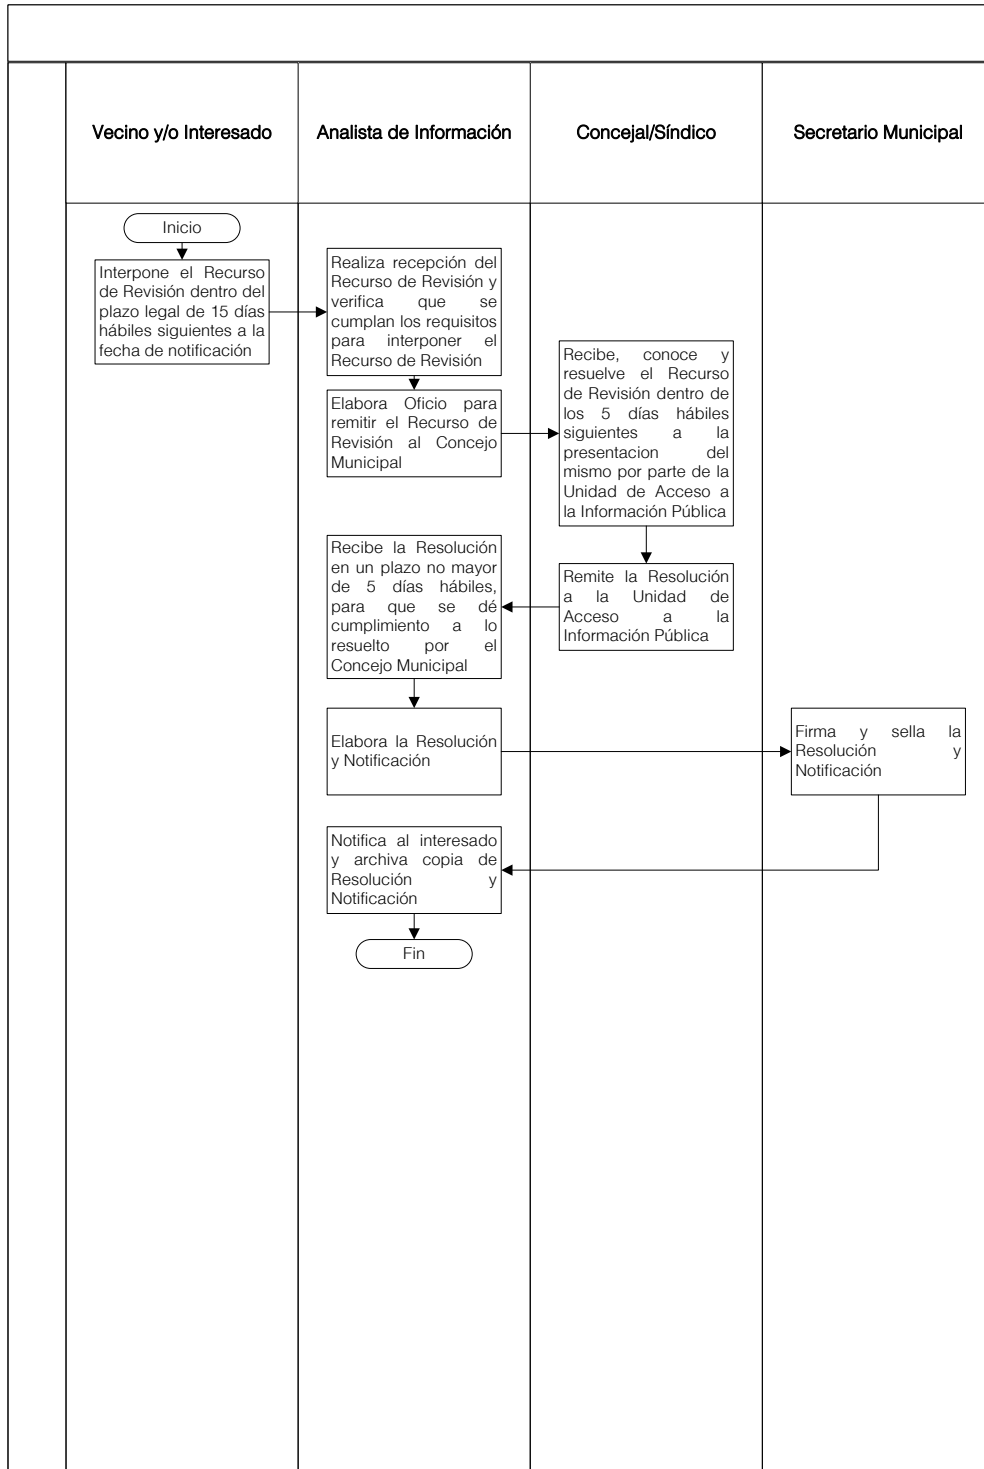 Vecino y/o Interesado
Analista de Información
Concejal/Síndico
Secretario Municipal
Inicio
Interpone el Recurso
de Revisión dentro del
plazo legal de 15 días
hábiles siguientes a la
fecha de notificación
Realiza recepción del
Recurso de Revisión y
verifica que se
cumplan los requisitos
para interponer el
Recurso de Revisión
Elabora Oficio para
remitir el Recurso de
Revisión al Concejo
Municipal
Recibe, conoce y
resuelve el Recurso
de Revisión dentro de
los 5 días hábiles
siguientes a la
presentacion del
mismo por parte de la
Unidad de Acceso a
la Información Pública
Remite la Resolución
a la Unidad de
Acceso a la
Información Pública
Recibe la Resolución
en un plazo no mayor
de 5 días hábiles,
para que se dé
cumplimiento a lo
resuelto por el
Concejo Municipal
Elabora la Resolución
y Notificación
Firma y sella la
Resolución y
Notificación
Notifica al interesado
y archiva copia de
Resolución y
Notificación
Fin